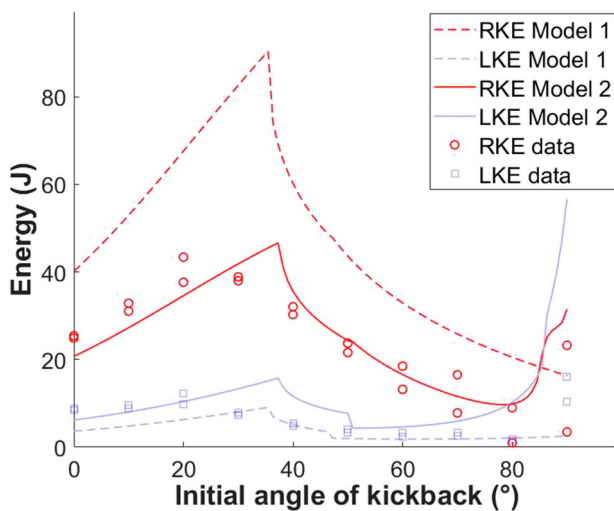 RKE Model 1
LKE Model 1
RKE Model 2
LKE Model 2
RKE data
LKE data
Energy (J)
80
60
40
20
0
0 20 40 60 80
Initial angle of kickback (°)